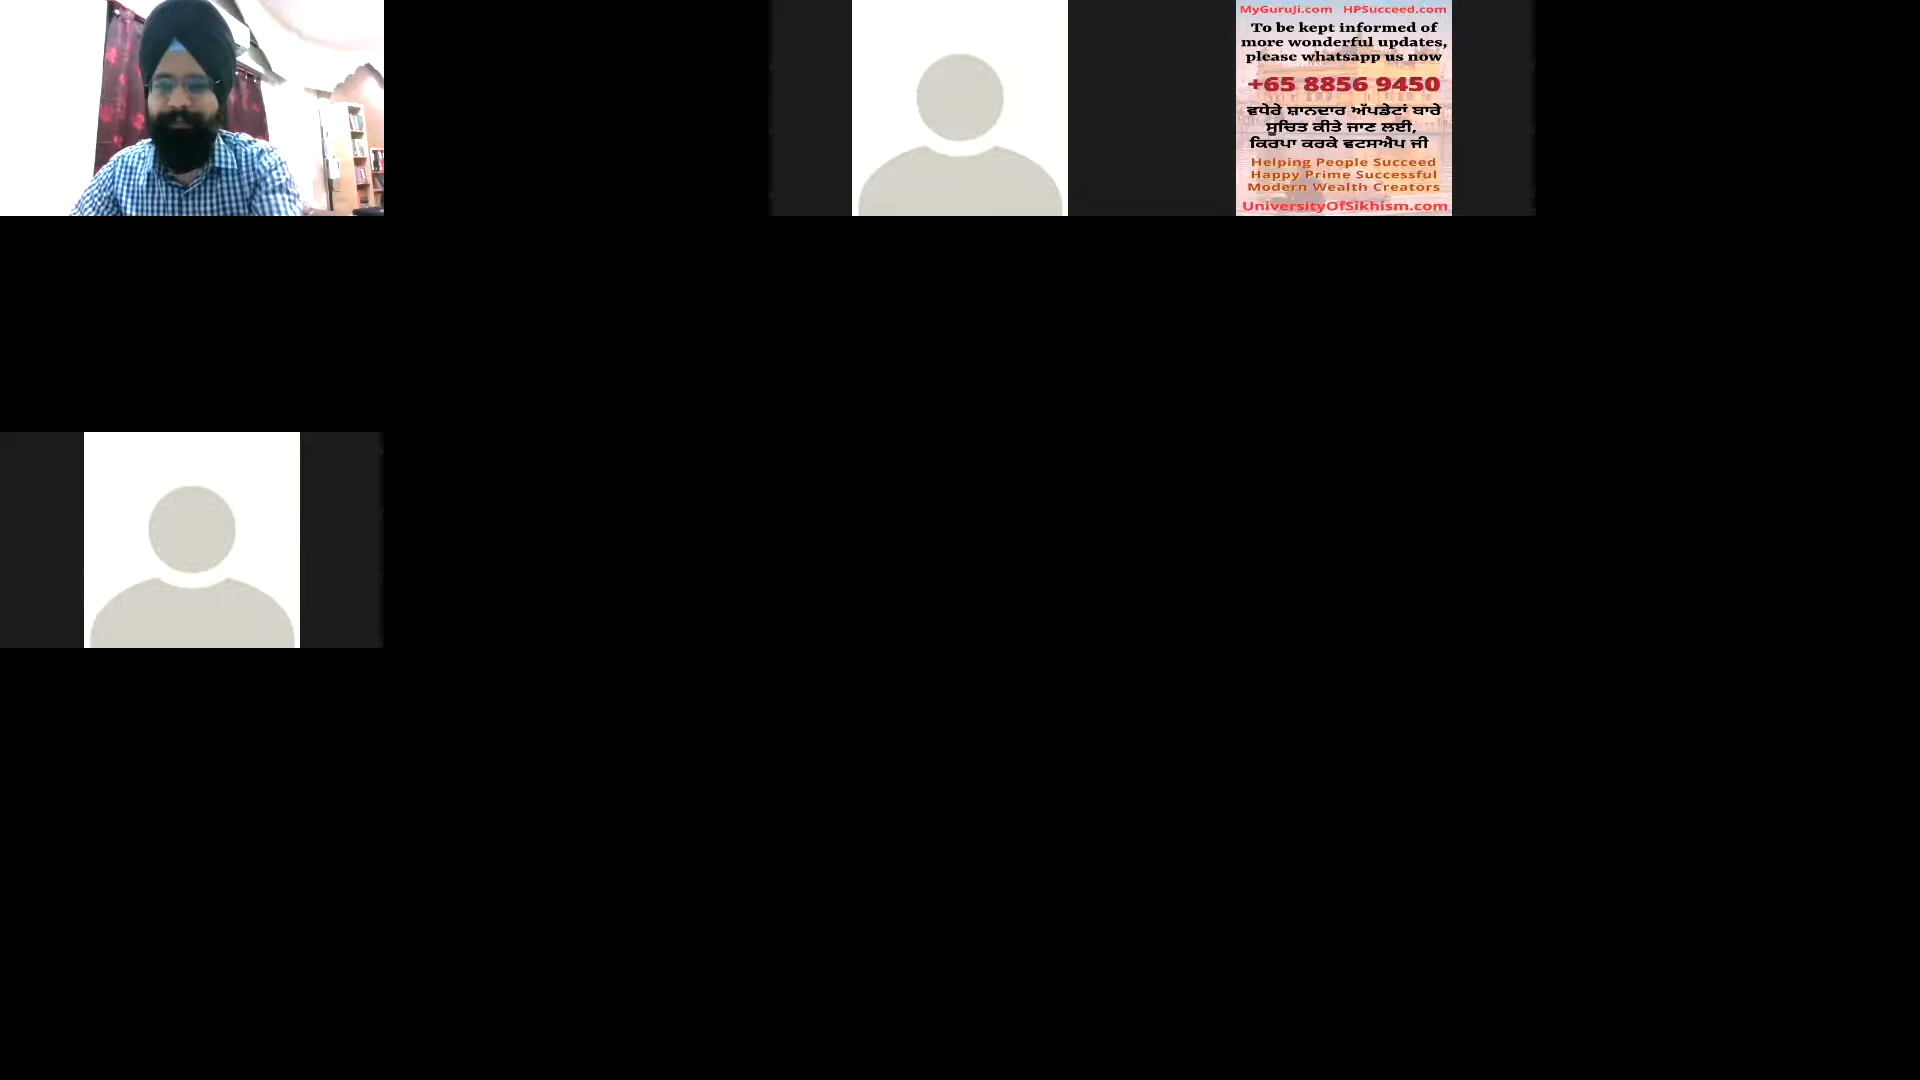 MyGuruJi.com HPSucceed.com
To be kept informed of
more wonderful updates,
please whatsapp us now
+65 8856 9450
ਵਧੇਰੇ ਸ਼ਾਨਦਾਰ ਅੱਪਡੇਟਾਂ ਬਾਰੇ
ਸੂਚਿਤ ਕੀਤੇ ਜਾਣ ਲਈ,
ਕਿਰਪਾ ਕਰਕੇ ਵਟਸਐਪ ਜੀ
Helping People Succeed
Happy Prime Successful
Modern Wealth Creators
UniversityOfSikhism.com